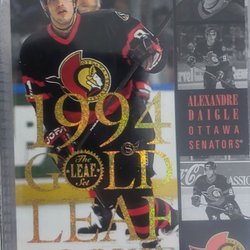 1994
GOLD
LEAF
The
LEAF
Set
ALEXANDRE
DAIGLE
OTTAWA
SENATORS